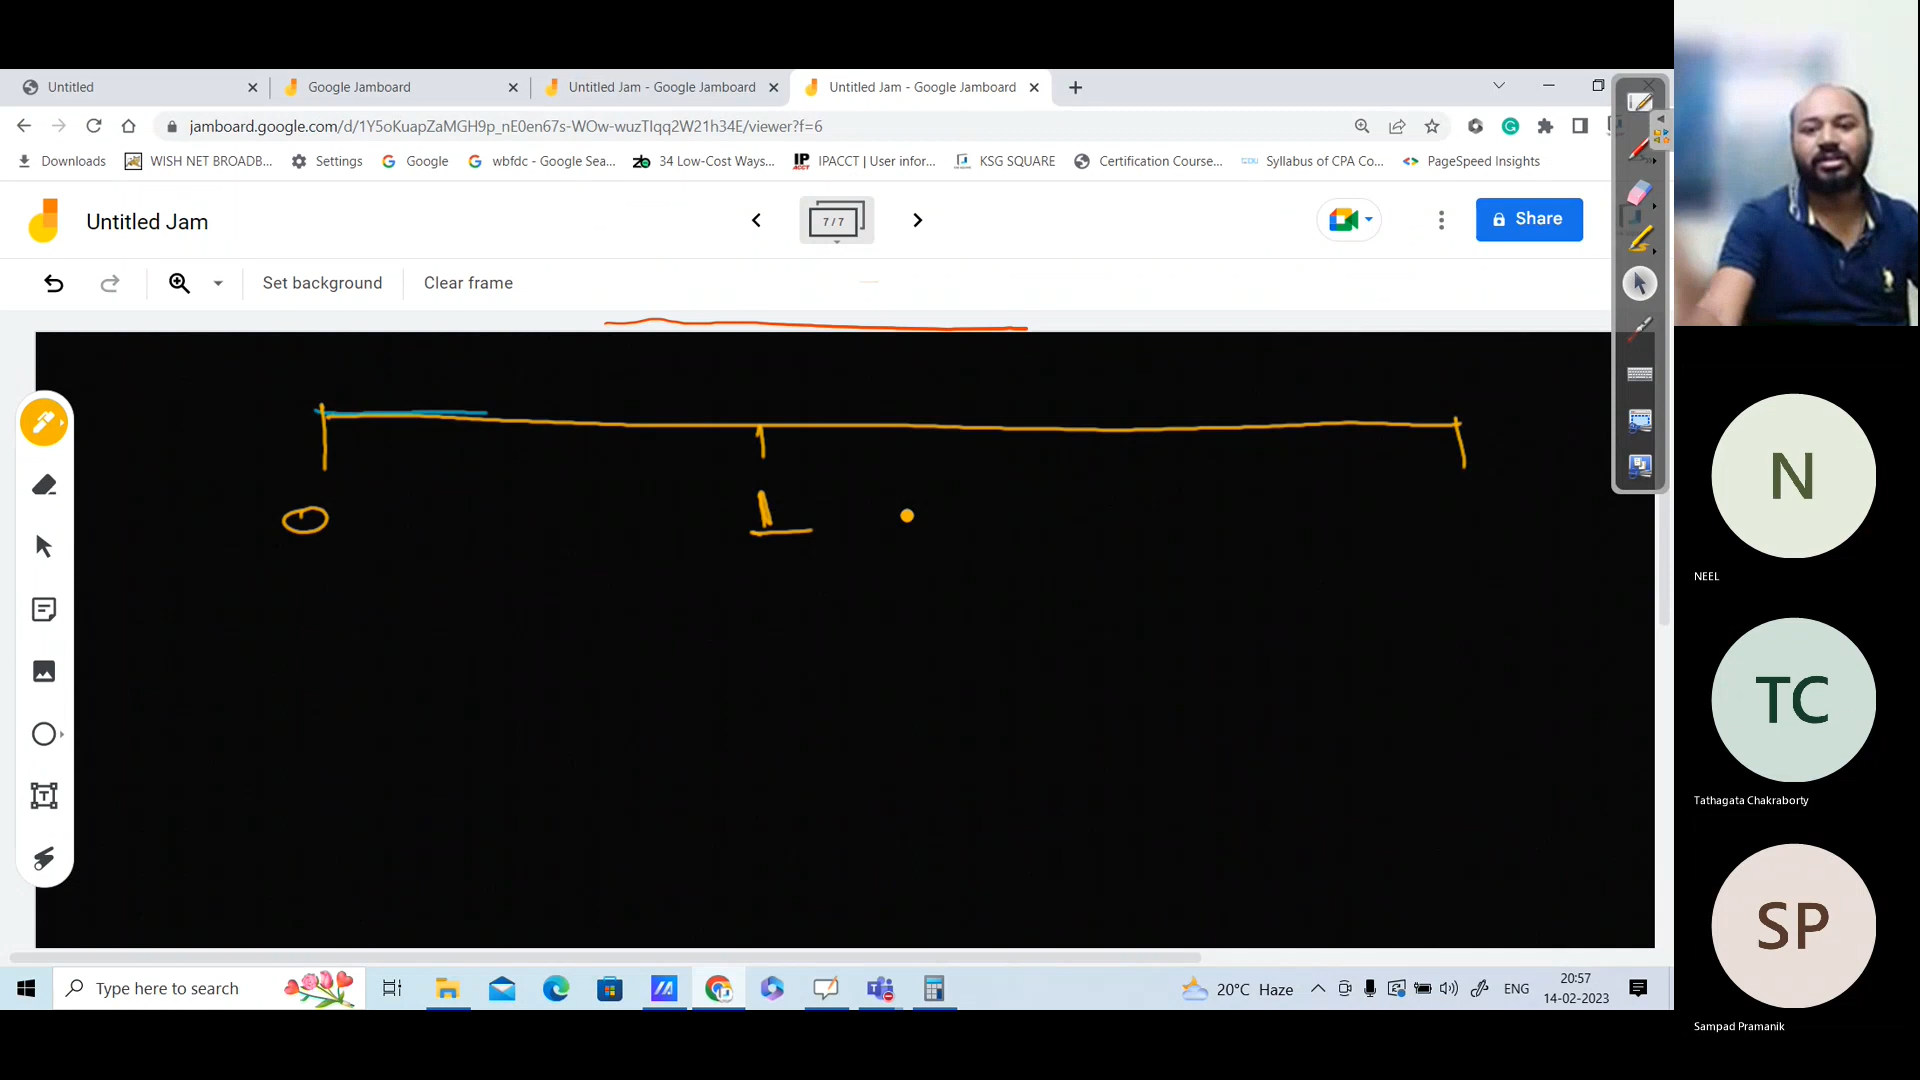 Untitled
Google Jamboard
Untitled Jam - Google Jamboard
Untitled Jam - Google Jamboard
jamboard.google.com/d/1Y5oKuapZaMGH9p_nE0en67s-WOw-wuzTIqq2W21h34E/viewer?f=6
Downloads
WISH NET BROADB...
Settings
Google
wbfdc - Google Sea...
34 Low-Cost Ways...
IPACCT | User infor...
KSG SQUARE
Certification Course...
Syllabus of CPA Co...
PageSpeed Insights
Untitled Jam
7 / 7
Share
Set background
Clear frame
0
1
N
NEEL
TC
Tathagata Chakraborty
SP
Sampad Pramanik
Type here to search
20°C Haze
ENG
20:57
14-02-2023